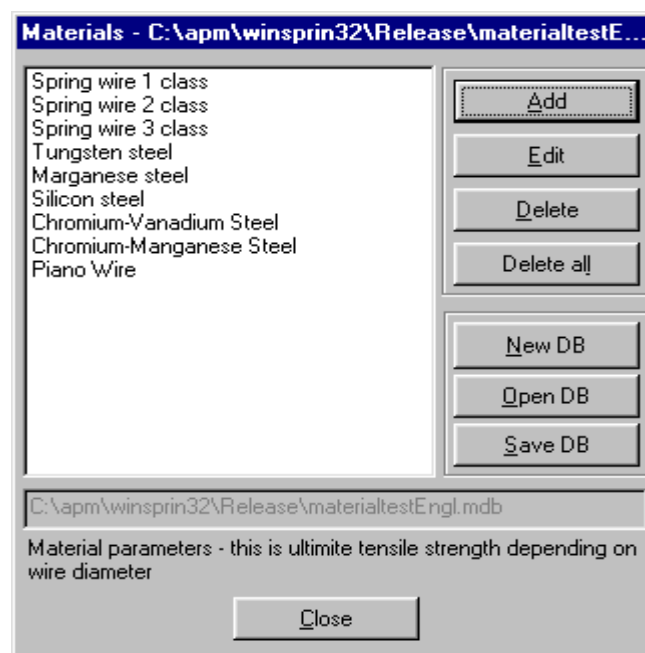 Materials - C:\apm\winsprin32\Release\materialtestE...
Spring wire 1 class
Spring wire 2 class
Spring wire 3 class
Tungsten steel
Marganese steel
Silicon steel
Chromium-Vanadium Steel
Chromium-Manganese Steel
Piano Wire
Add
Edit
Delete
Delete all
New DB
Open DB
Save DB
C:\apm\winsprin32\Release\materialtestEngl.mdb
Material parameters - this is ultimite tensile strength depending on
wire diameter
Close